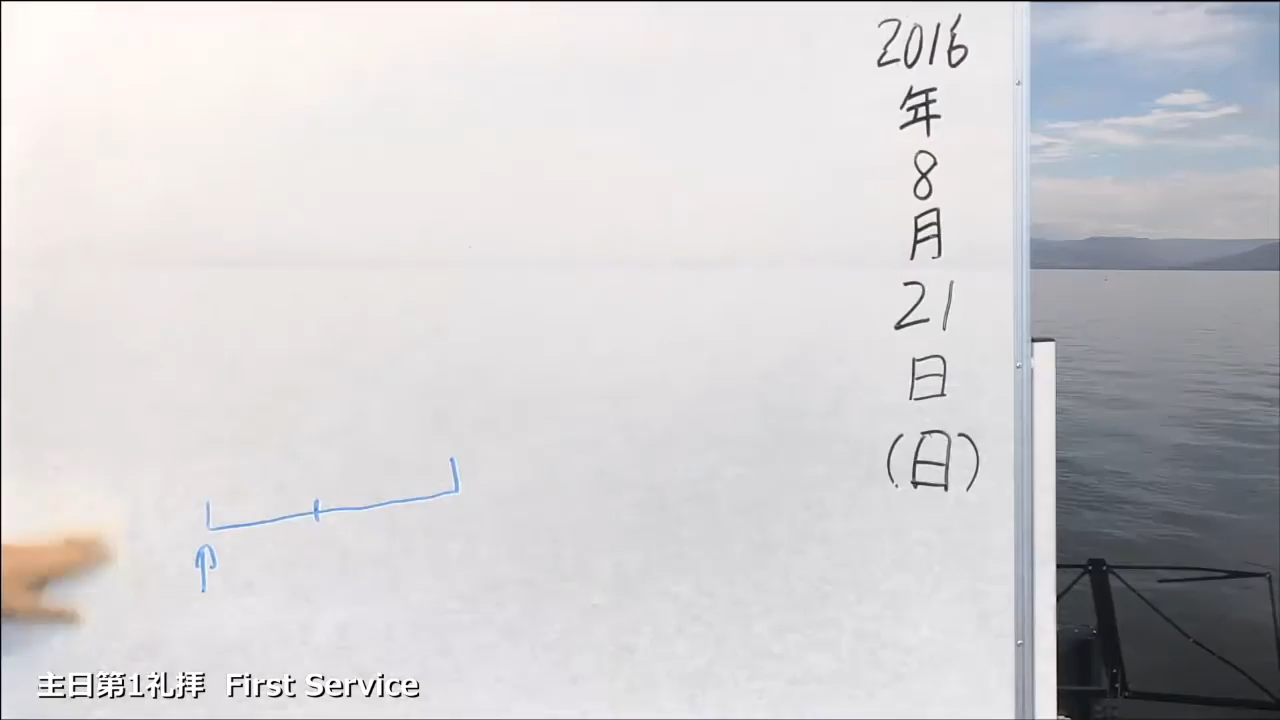 2016
年
8
月
21
日
(日)
主日第1礼拝 First Service